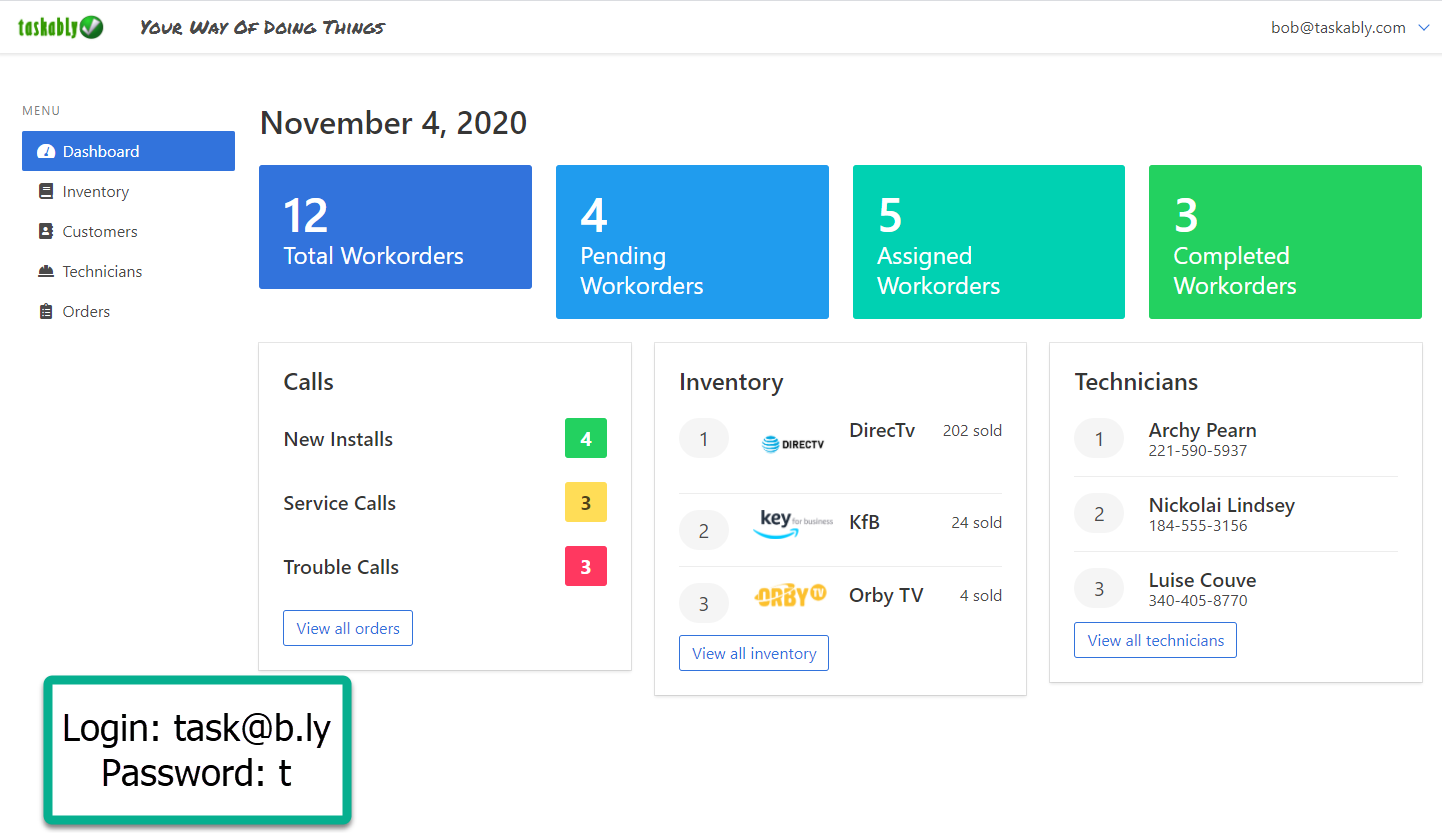 taskably
Your Way Of Doing Things
bob@taskably.com
MENU
Dashboard
Inventory
Customers
Technicians
Orders
November 4, 2020
12
Total Workorders
4
Pending
Workorders
5
Assigned
Workorders
3
Completed
Workorders
Calls
New Installs
4
Service Calls
3
Trouble Calls
3
View all orders
Inventory
1
DIRECTV
DirecTv
202 sold
2
key for business
KfB
24 sold
3
ORBY TV
Orby TV
4 sold
View all inventory
Technicians
1
Archy Pearn
221-590-5937
2
Nickolai Lindsey
184-555-3156
3
Luise Couve
340-405-8770
View all technicians
Login: task@b.ly
Password: t